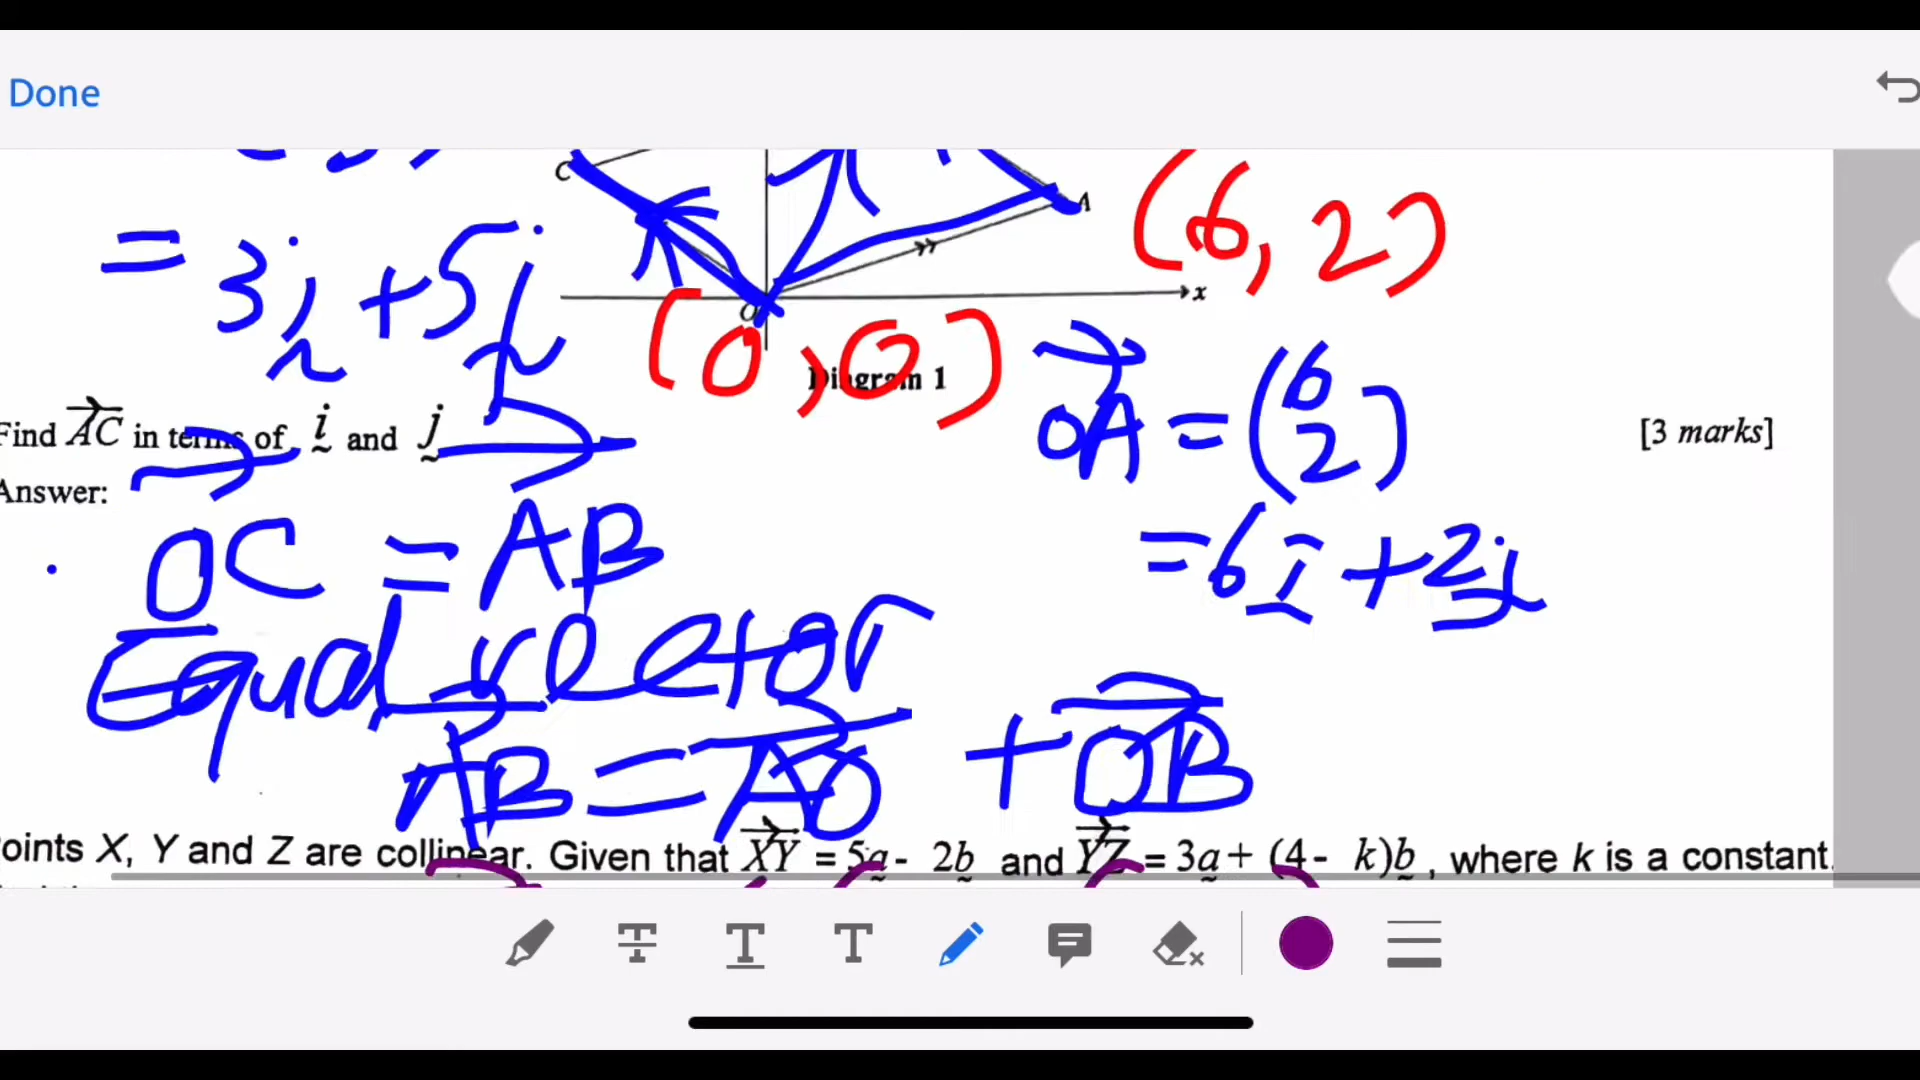 Done
C
A
(6, 2)
= 3i + 5j
x
O
(0, 0)
Diagram 1
OA = (6 2)
Find AC in terms of i and j
[3 marks]
Answer:
OC = AB
= 6i + 2j
Equal vector
AB = AO + OB
oints X, Y and Z are collinear. Given that XY = 5a - 2b and YZ = 3a + (4 - k)b, where k is a constant.
T T T